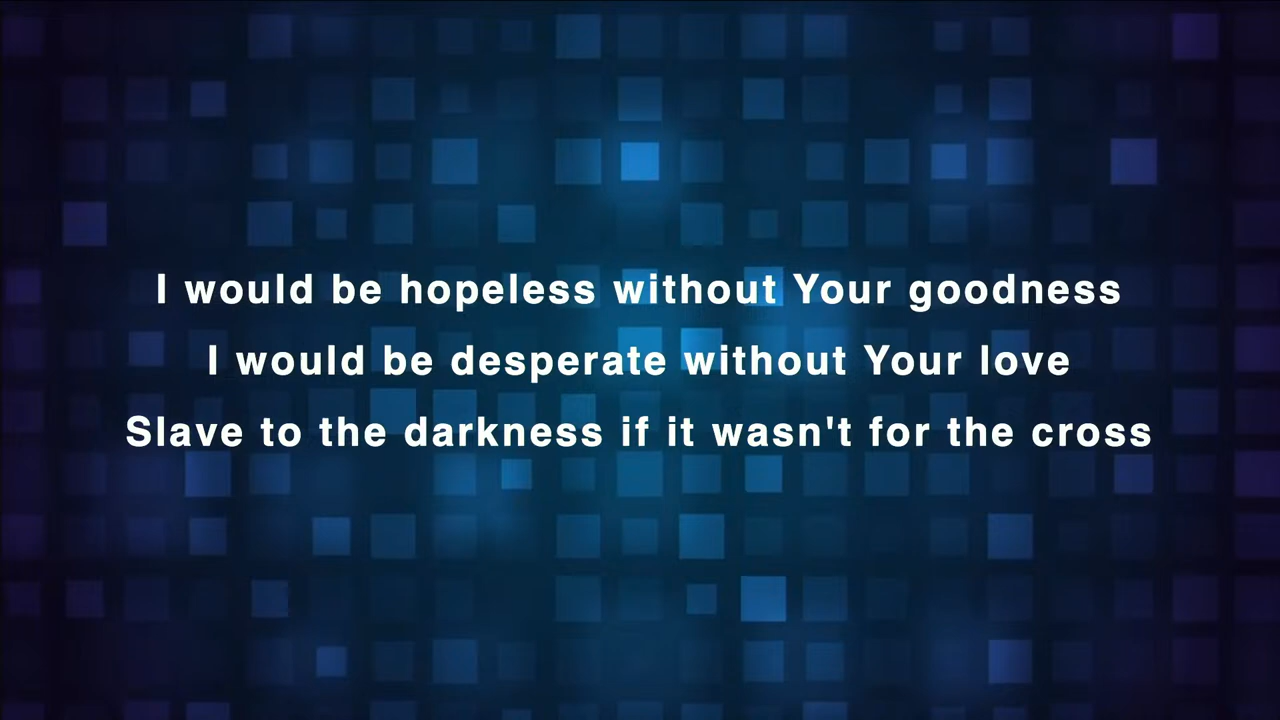 I would be hopeless without Your goodness
I would be desperate without Your love
Slave to the darkness if it wasn't for the cross